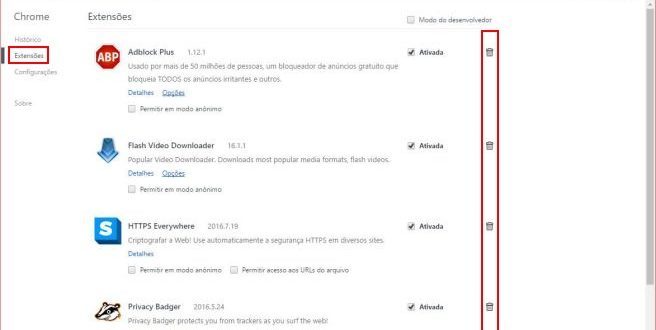 Chrome
Extensões
Modo do desenvolvedor
Histórico
Extensões
Configurações
Sobre
ABP
Adblock Plus 1.12.1
Ativada
Usado por mais de 50 milhões de pessoas, um bloqueador de anúncios gratuito que
bloqueia TODOS os anúncios irritantes e outros.
Detalhes Opções
Permitir em modo anônimo
Flash Video Downloader 16.1.1
Ativada
Popular Video Downloader. Downloads most popular media formats, flash videos.
Detalhes Opções
Permitir em modo anônimo
S
HTTPS Everywhere 2016.7.19
Ativada
Criptografar a Web! Use automaticamente a segurança HTTPS em diversos sites.
Detalhes
Permitir em modo anônimo Permitir acesso aos URLs do arquivo
Privacy Badger 2016.5.24
Ativada
Privacy Badger protects you from trackers as you surf the web!